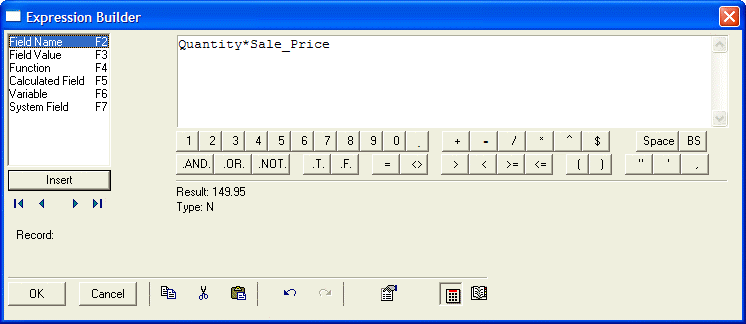 Expression Builder
Field Name F2
Field Value F3
Function F4
Calculated Field F5
Variable F6
System Field F7
Insert
Record:
Quantity*Sale_Price
1 2 3 4 5 6 7 8 9 0 . + - / * ^ $ Space BS
.AND. .OR. .NOT. .T. .F. = <> > < >= <= ( ) " ' ,
Result: 149.95
Type: N
OK Cancel